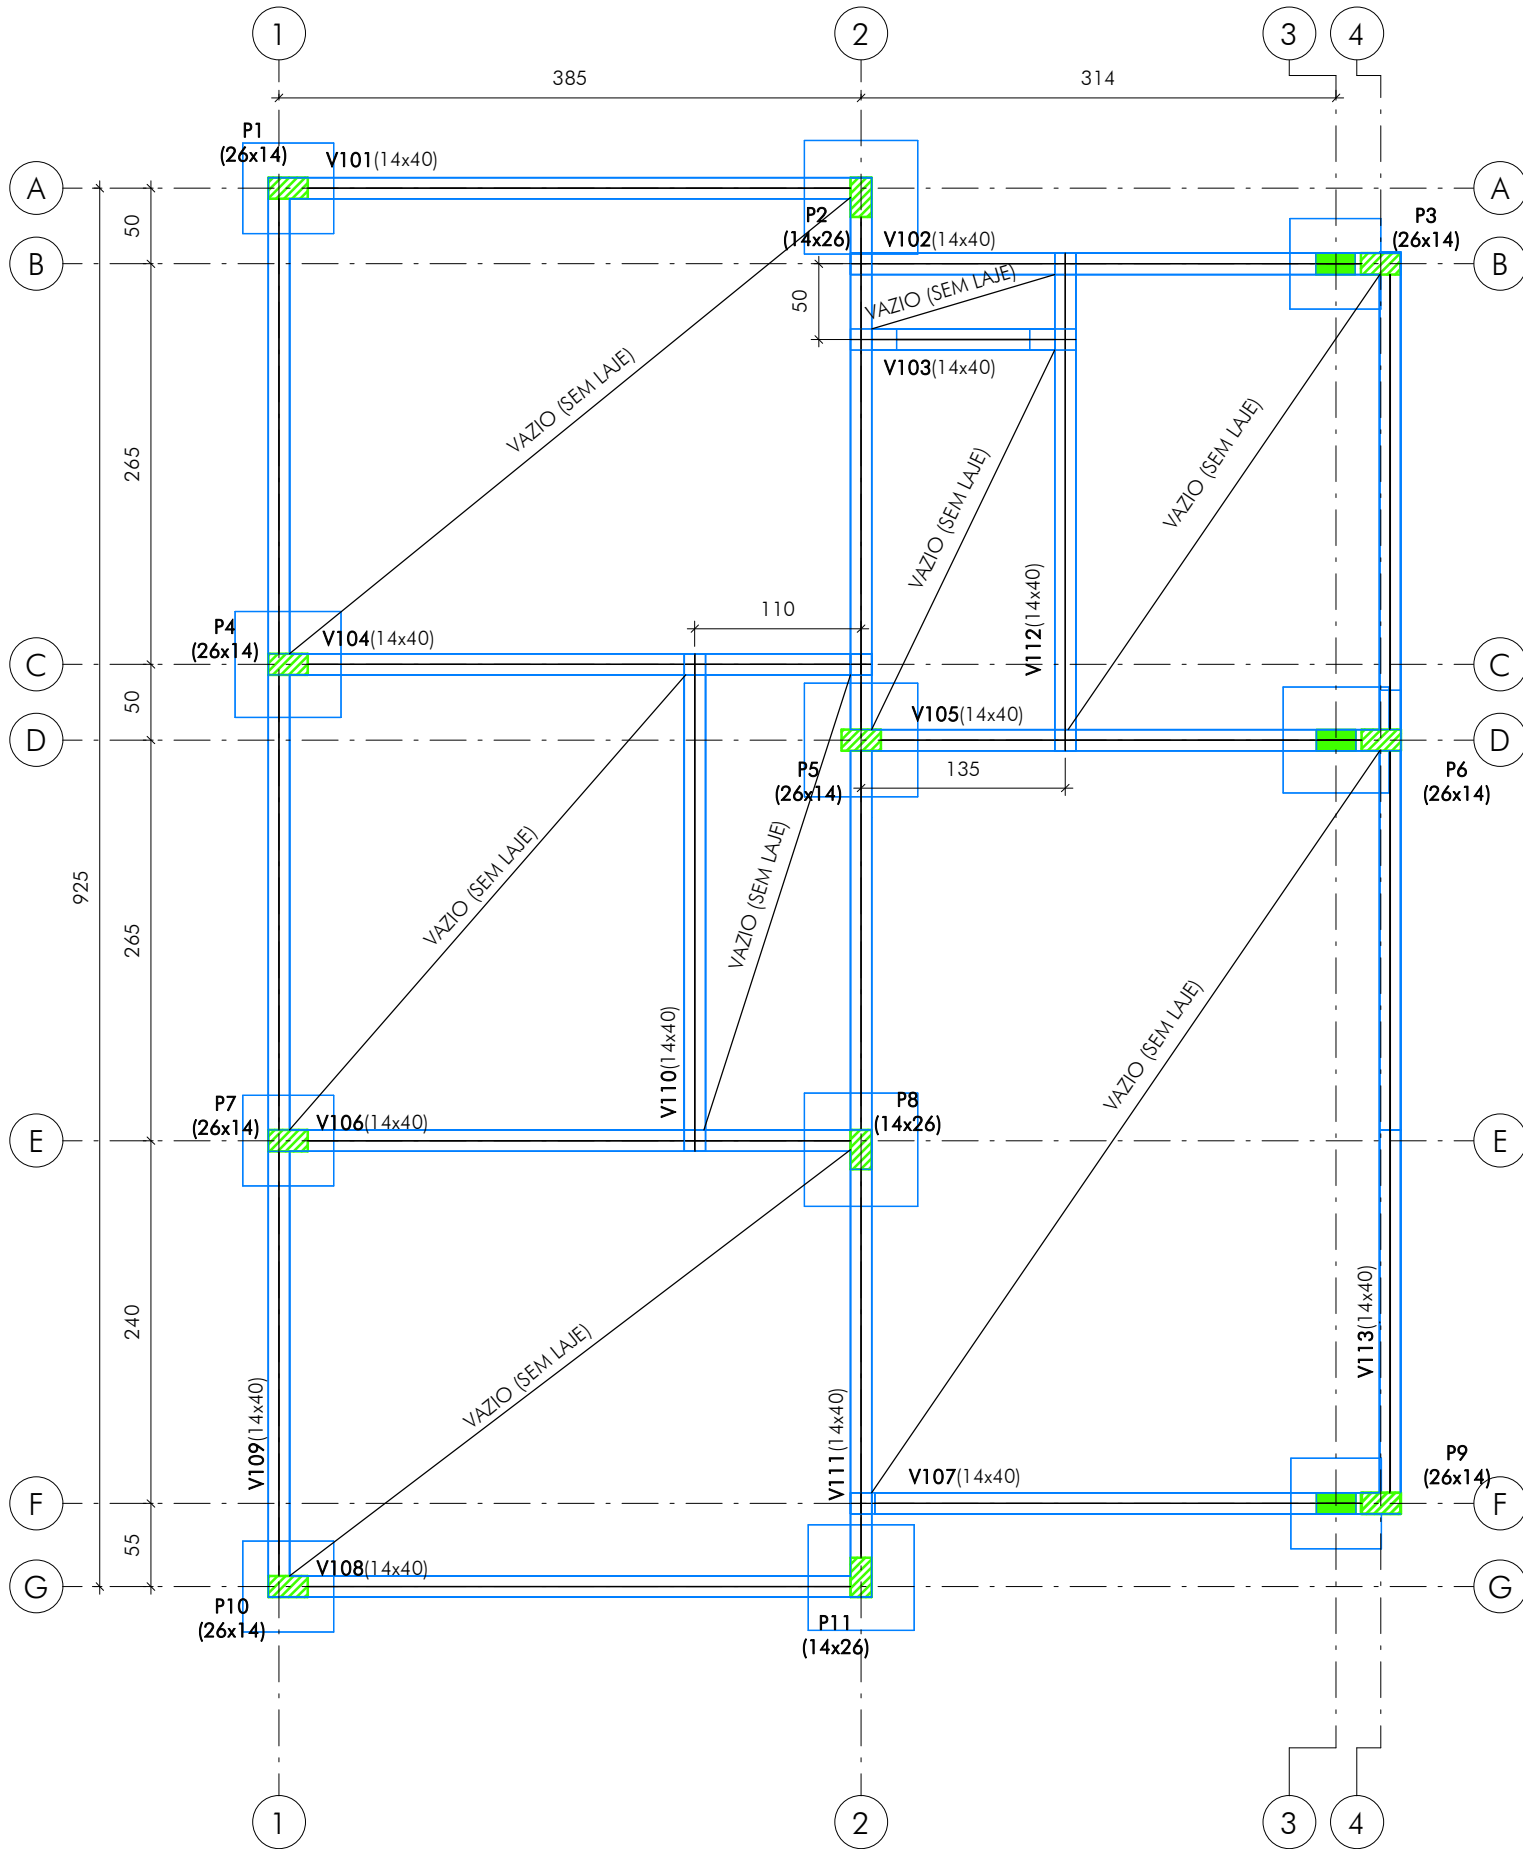 1
2
3
4
385
314
P1
(26x14)
V101(14x40)
A
A
50
P2
(14x26)
V102(14x40)
P3
(26x14)
B
B
VAZIO (SEM LAJE)
50
V103(14x40)
VAZIO (SEM LAJE)
265
VAZIO (SEM LAJE)
VAZIO (SEM LAJE)
110
V112(14x40)
P4
(26x14)
V104(14x40)
C
C
50
V105(14x40)
D
D
P5
(26x14)
135
P6
(26x14)
925
265
VAZIO (SEM LAJE)
VAZIO (SEM LAJE)
VAZIO (SEM LAJE)
V110(14x40)
P7
(26x14)
V106(14x40)
P8
(14x26)
E
E
240
VAZIO (SEM LAJE)
V113(14x40)
V109(14x40)
V111(14x40)
V107(14x40)
P9
(26x14)
F
F
55
V108(14x40)
G
G
P10
(26x14)
P11
(14x26)
1
2
3
4